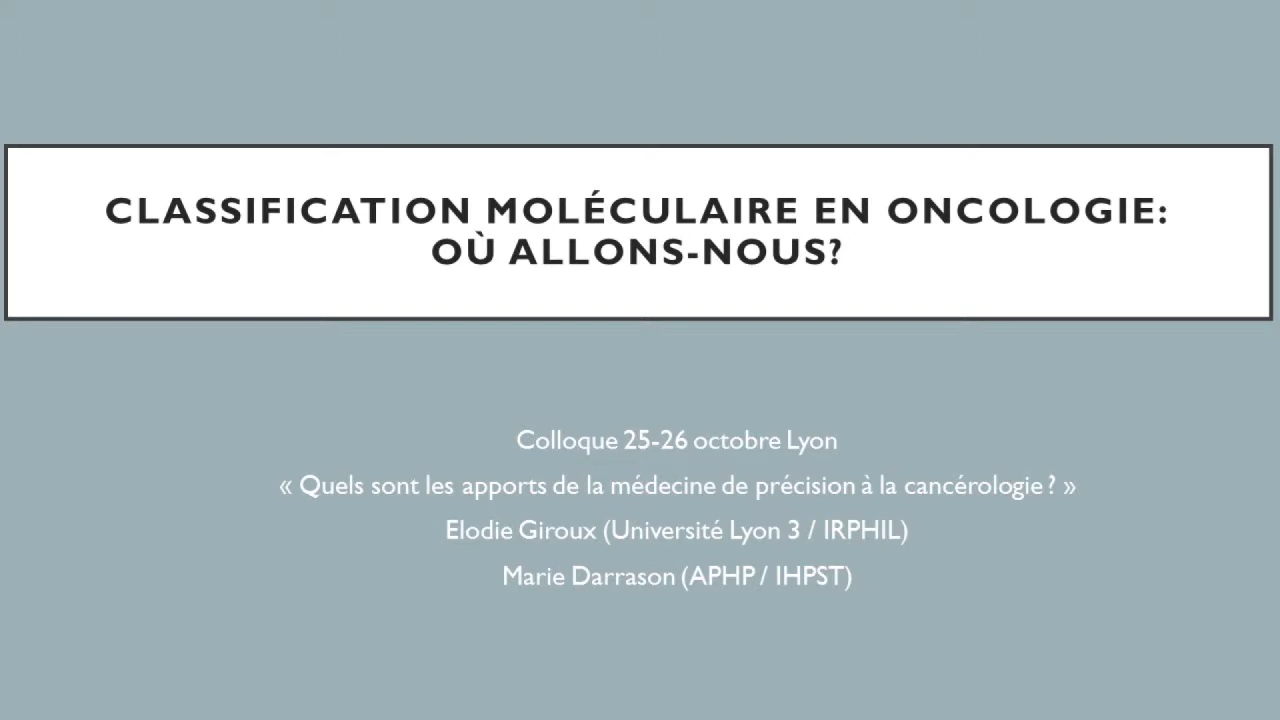 CLASSIFICATION MOLÉCULAIRE EN ONCOLOGIE:
OÙ ALLONS-NOUS?
Colloque 25-26 octobre Lyon
« Quels sont les apports de la médecine de précision à la cancérologie ? »
Elodie Giroux (Université Lyon 3 / IRPHIL)
Marie Darrason (APHP / IHPST)